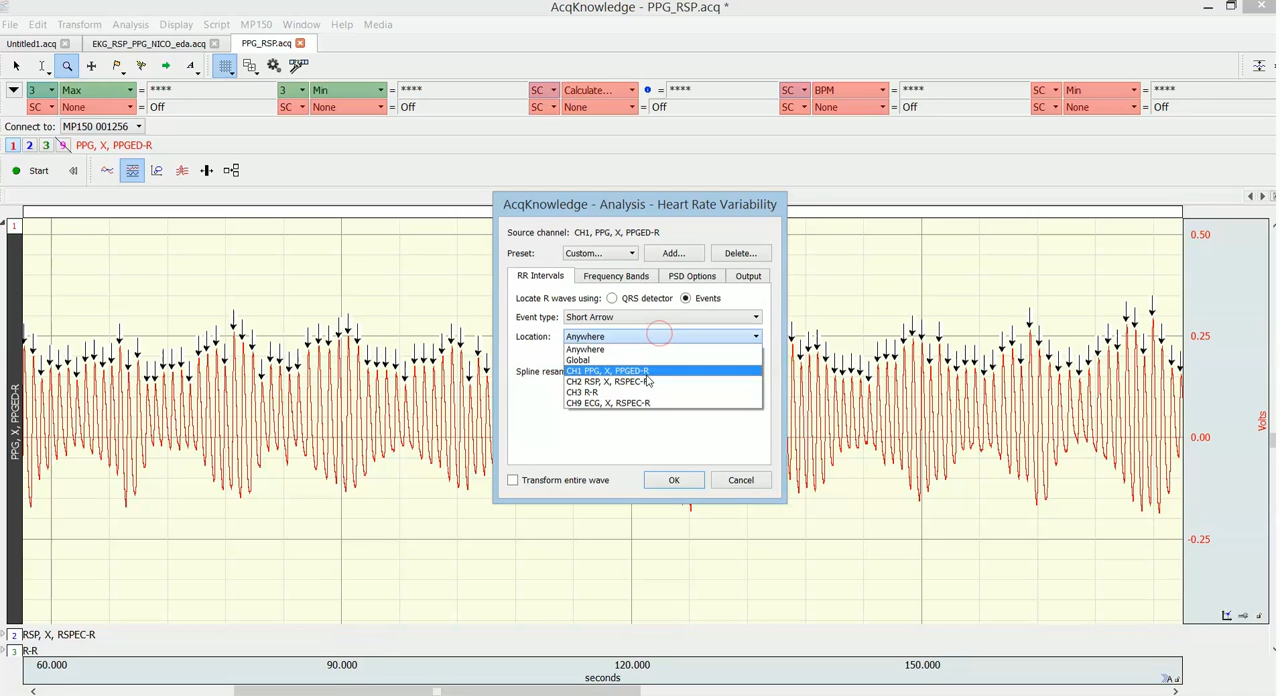 AcqKnowledge - PPG_RSP.acq *
File Edit Transform Analysis Display Script MP150 Window Help Media
Untitled1.acq EKG_RSP_PPG_NICO_eda.acq PPG_RSP.acq
3 Max = **** 3 Min = **** SC Calculate... = **** SC BPM = **** SC Min = ****
SC None = Off SC None = Off SC None = Off SC None = Off SC None = Off
Connect to: MP150 001256
1 2 3 9 PPG, X, PPGED-R
Start
AcqKnowledge - Analysis - Heart Rate Variability
Source channel: CH1, PPG, X, PPGED-R
Preset: Custom... Add... Delete...
RR Intervals Frequency Bands PSD Options Output
Locate R waves using: QRS detector Events
Event type: Short Arrow
Location: Anywhere
Anywhere
Global
CH1 PPG, X, PPGED-R
Spline resam
CH2 RSP, X, RSPEC-R
CH3 R-R
CH9 ECG, X, RSPEC-R
Transform entire wave OK Cancel
1
PPG, X, PPGED-R
0.50
0.25
0.00
-0.25
Volts
2 RSP, X, RSPEC-R
3 R-R
60.000 90.000 120.000 150.000
seconds